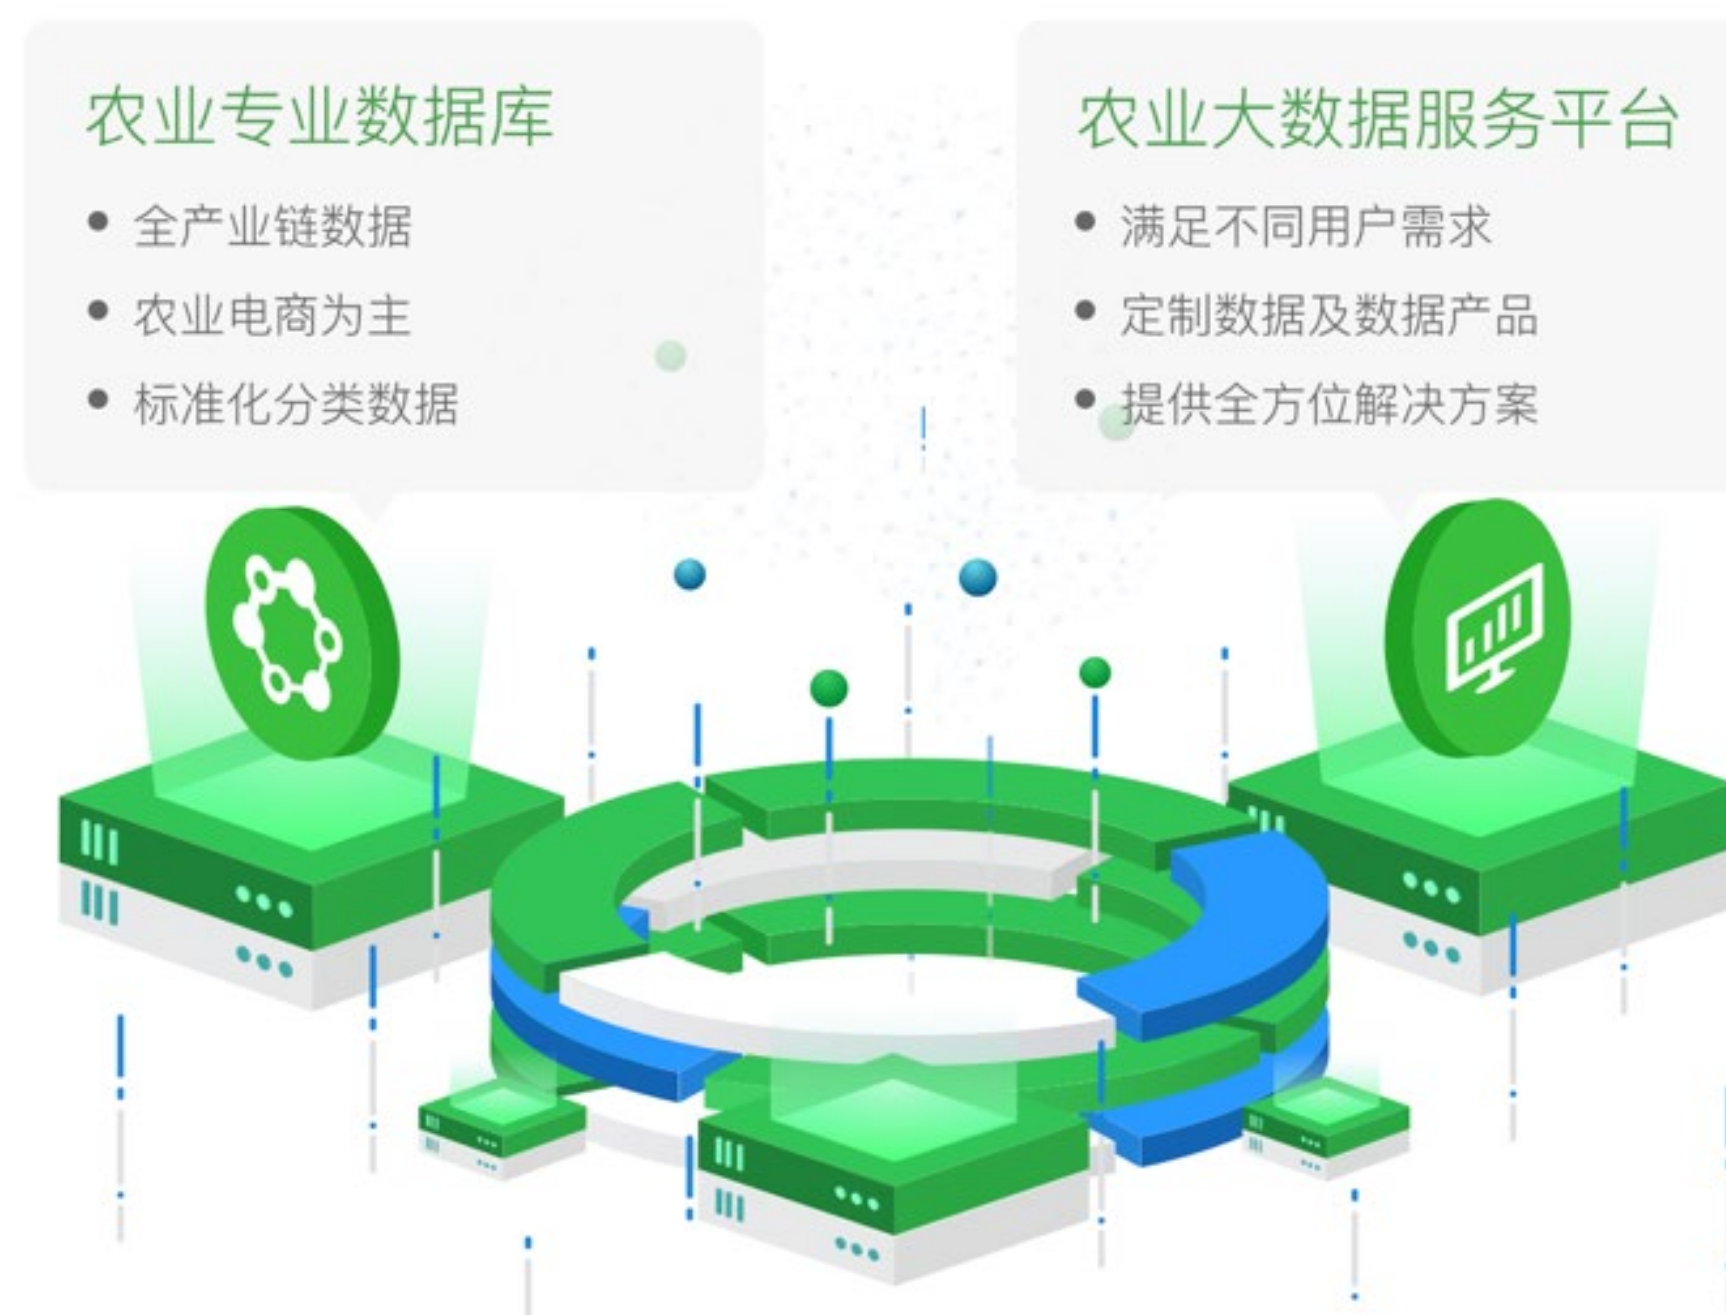 农业专业数据库
全产业链数据
农业电商为主
标准化分类数据
农业大数据服务平台
满足不同用户需求
定制数据及数据产品
提供全方位解决方案